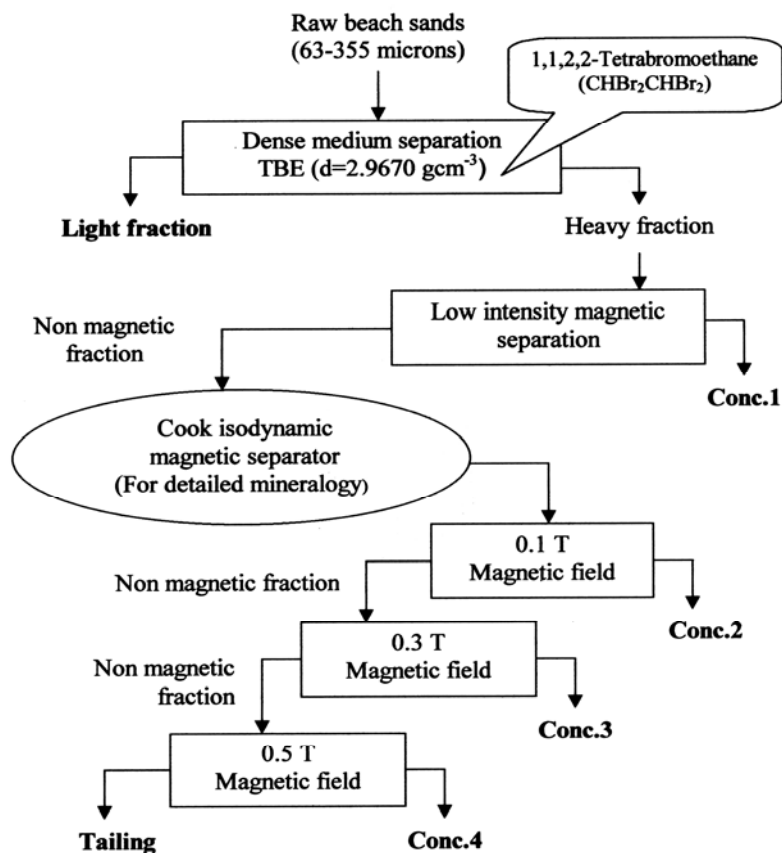 Raw beach sands
(63-355 microns)
1,1,2,2-Tetrabromoethane
(CHBr₂CHBr₂)
Dense medium separation
TBE (d=2.9670 gcm⁻³)
Light fraction
Heavy fraction
Low intensity magnetic
separation
Non magnetic
fraction
Conc.1
Cook isodynamic
magnetic separator
(For detailed mineralogy)
0.1 T
Magnetic field
Non magnetic fraction
Conc.2
0.3 T
Magnetic field
Non magnetic
fraction
Conc.3
0.5 T
Magnetic field
Tailing
Conc.4